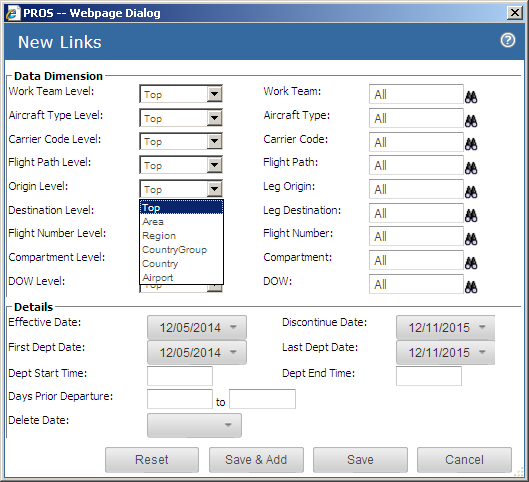 PROS -- Webpage Dialog
New Links
Data Dimension
Work Team Level: Top Work Team: All
Aircraft Type Level: Top Aircraft Type: All
Carrier Code Level: Top Carrier Code: All
Flight Path Level: Top Flight Path: All
Origin Level: Top Leg Origin: All
Destination Level: Top Leg Destination: All
Area
Flight Number Level: Region Flight Number: All
CountryGroup
Compartment Level: Country Compartment: All
Airport
DOW Level: Top DOW: All
Details
Effective Date: 12/05/2014 Discontinue Date: 12/11/2015
First Dept Date: 12/05/2014 Last Dept Date: 12/11/2015
Dept Start Time: Dept End Time:
Days Prior Departure: to
Delete Date:
Reset Save & Add Save Cancel